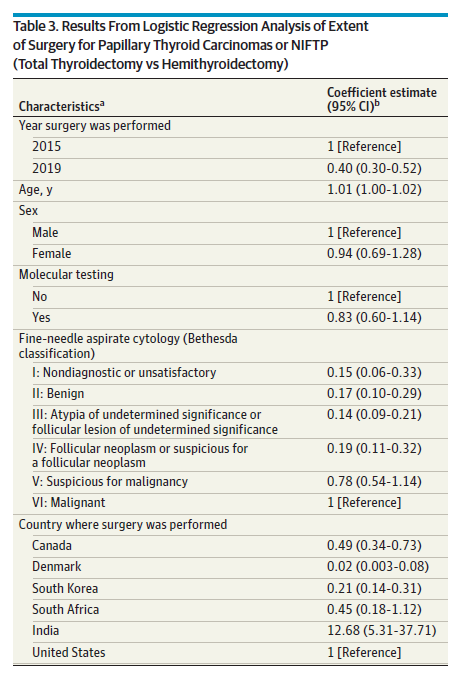 Table 3. Results From Logistic Regression Analysis of Extent
of Surgery for Papillary Thyroid Carcinomas or NIFTP
(Total Thyroidectomy vs Hemithyroidectomy)
Characteristicsa Coefficient estimate
(95% CI)b
Year surgery was performed
2015 1 [Reference]
2019 0.40 (0.30-0.52)
Age, y 1.01 (1.00-1.02)
Sex
Male 1 [Reference]
Female 0.94 (0.69-1.28)
Molecular testing
No 1 [Reference]
Yes 0.83 (0.60-1.14)
Fine-needle aspirate cytology (Bethesda
classification)
I: Nondiagnostic or unsatisfactory 0.15 (0.06-0.33)
II: Benign 0.17 (0.10-0.29)
III: Atypia of undetermined significance or 0.14 (0.09-0.21)
follicular lesion of undetermined significance
IV: Follicular neoplasm or suspicious for 0.19 (0.11-0.32)
a follicular neoplasm
V: Suspicious for malignancy 0.78 (0.54-1.14)
VI: Malignant 1 [Reference]
Country where surgery was performed
Canada 0.49 (0.34-0.73)
Denmark 0.02 (0.003-0.08)
South Korea 0.21 (0.14-0.31)
South Africa 0.45 (0.18-1.12)
India 12.68 (5.31-37.71)
United States 1 [Reference]